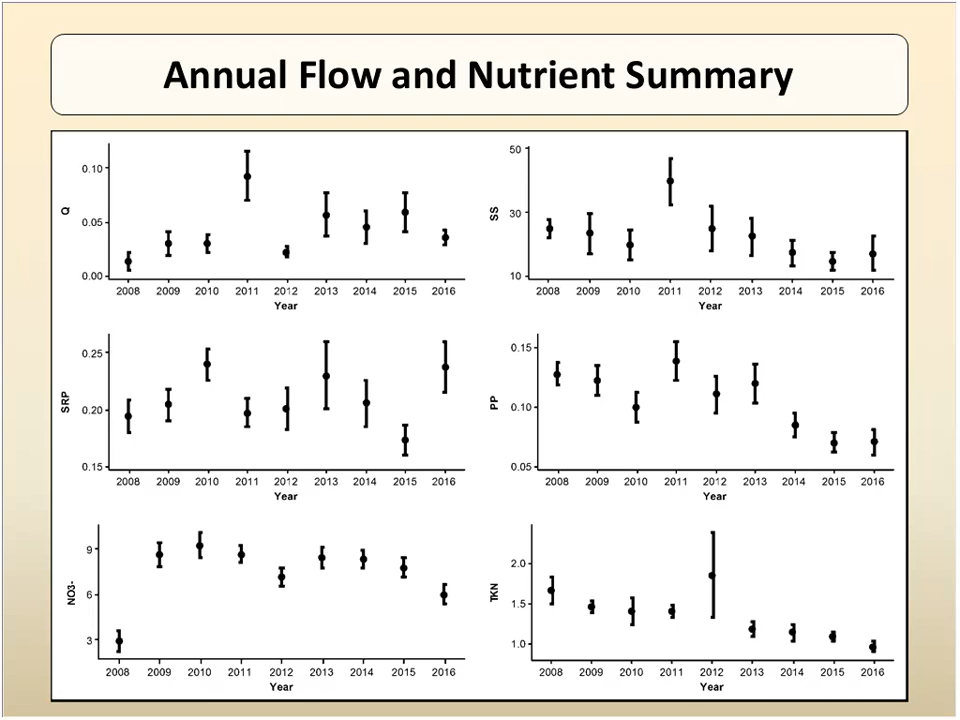 Annual Flow and Nutrient Summary
Q
0.10
0.05
0.00
2008 2009 2010 2011 2012 2013 2014 2015 2016
Year
SS
50
30
10
2008 2009 2010 2011 2012 2013 2014 2015 2016
Year
SRP
0.25
0.20
0.15
2008 2009 2010 2011 2012 2013 2014 2015 2016
Year
PP
0.15
0.10
0.05
2008 2009 2010 2011 2012 2013 2014 2015 2016
Year
NO3-
9
6
3
2008 2009 2010 2011 2012 2013 2014 2015 2016
Year
TKN
2.0
1.5
1.0
2008 2009 2010 2011 2012 2013 2014 2015 2016
Year